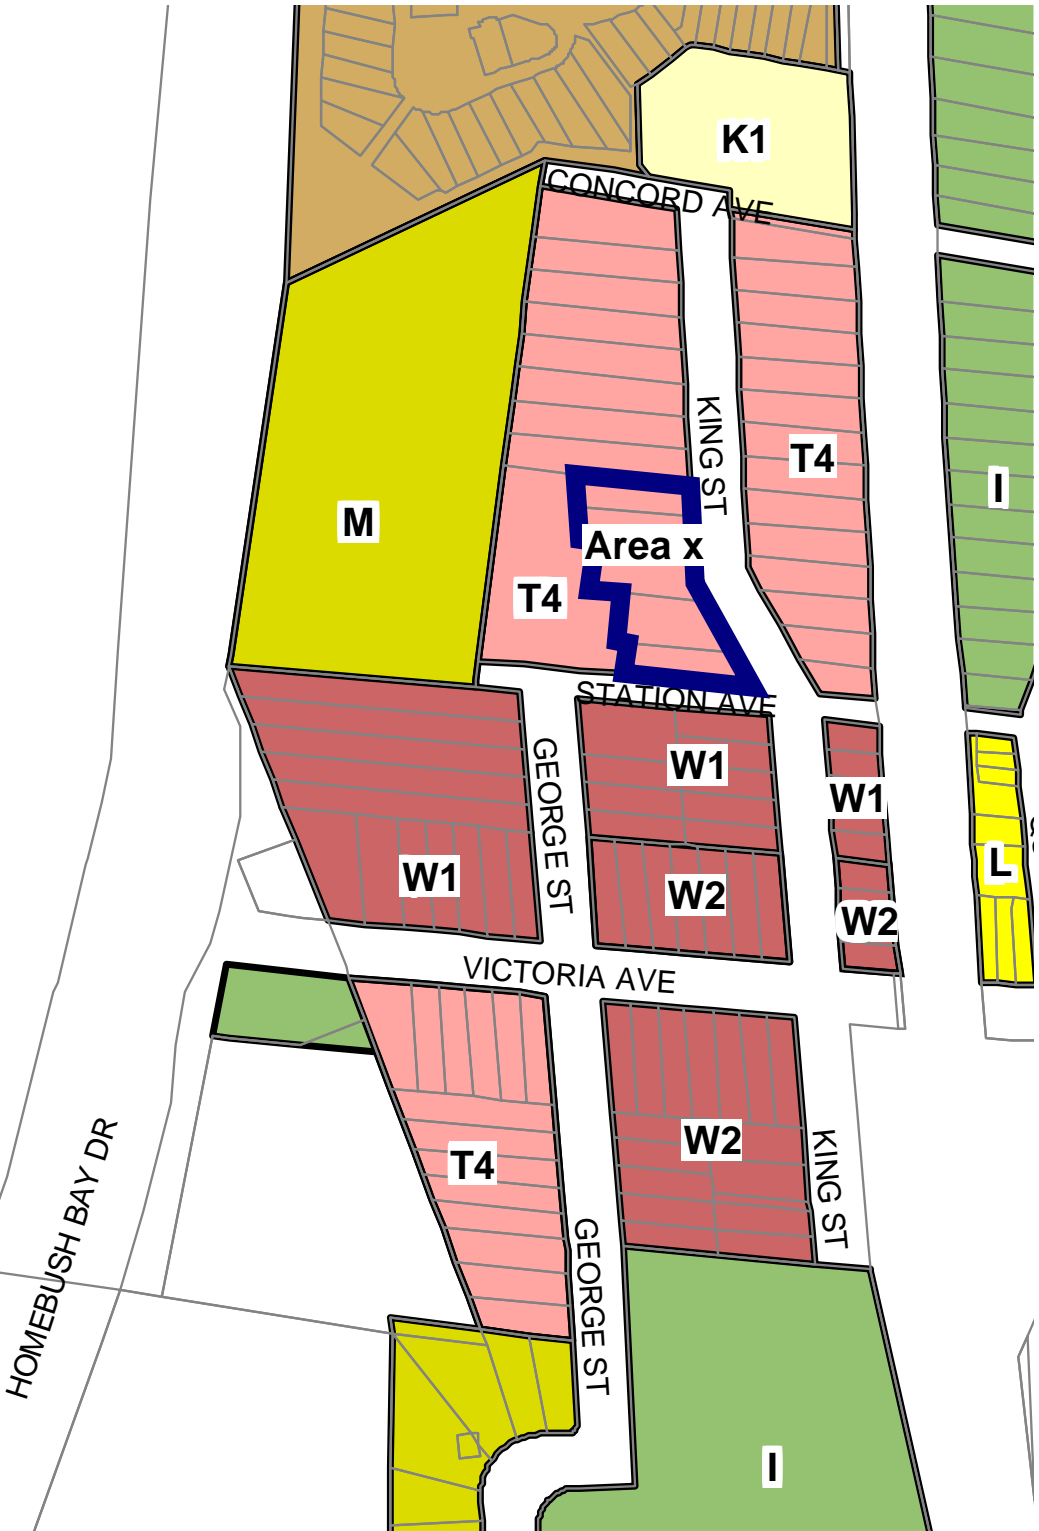 K1
CONCORD AVE
KING ST
T4
I
M
Area x
T4
STATION AVE
GEORGE ST
W1
W1
L
W1
W2
W2
VICTORIA AVE
HOMEBUSH BAY DR
T4
W2
KING ST
GEORGE ST
I